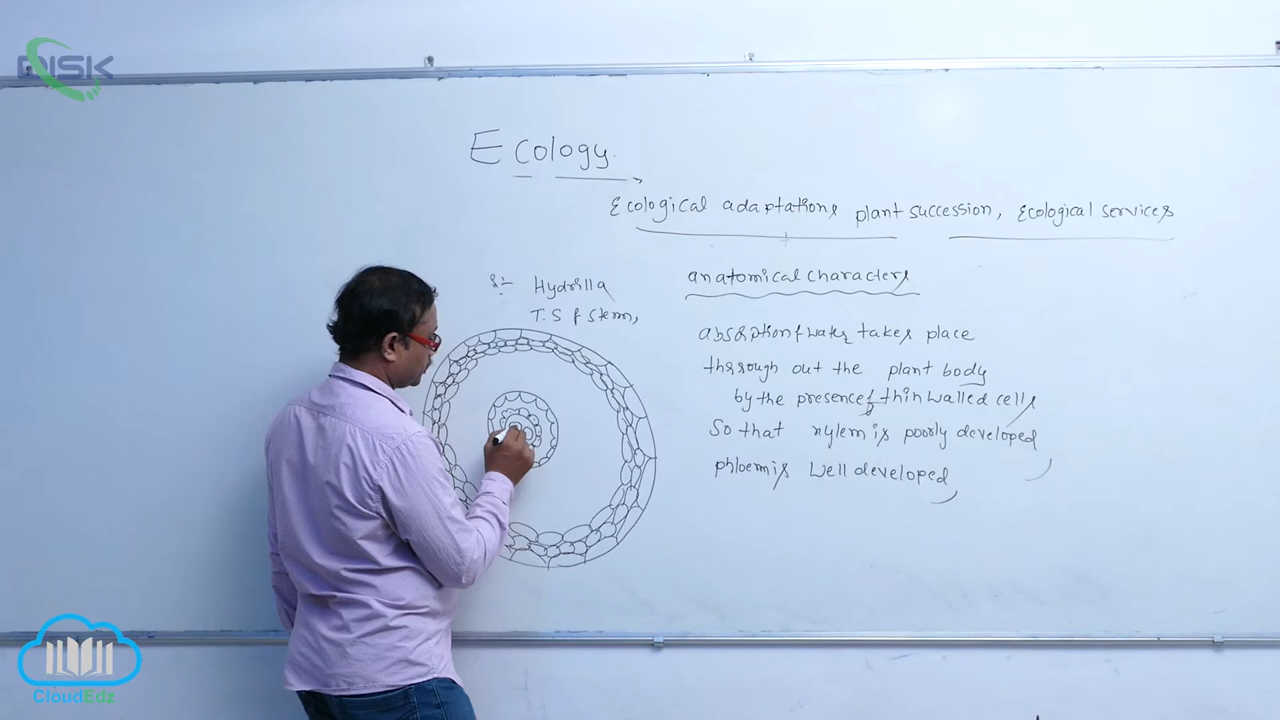 DISK
Ecology.
Ecological adaptations plant succession, Ecological services
anatomical characters
Hydrilla
T.S of stem,
absorption of water takes place
through out the plant body
by the presence of thin walled cells
So that xylem is poorly developed
phloem is well developed
CloudEdz